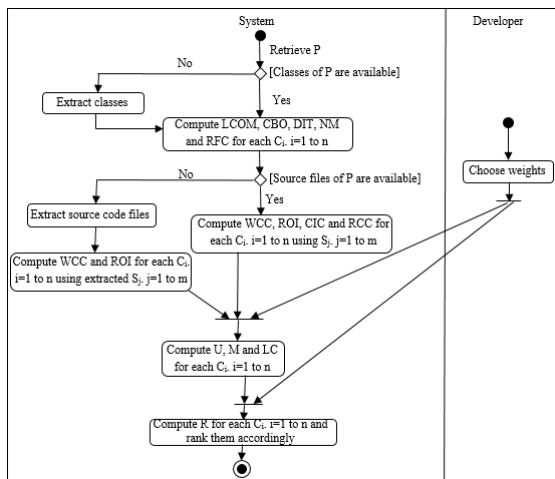 System
Developer
Retrieve P
No
[Classes of P are available]
Extract classes
Yes
Compute LCOM, CBO, DIT, NM
and RFC for each Ci. i=1 to n
No
[Source files of P are available]
Yes
Choose weights
Extract source code files
Compute WCC, ROI, CIC and RCC for
each Ci. i=1 to n using Sj. j=1 to m
Compute WCC and ROI for each Ci.
i=1 to n using extracted Sj. j=1 to m
Compute U, M and LC
for each Ci. i=1 to n
Compute R for each Ci. i=1 to n and
rank them accordingly